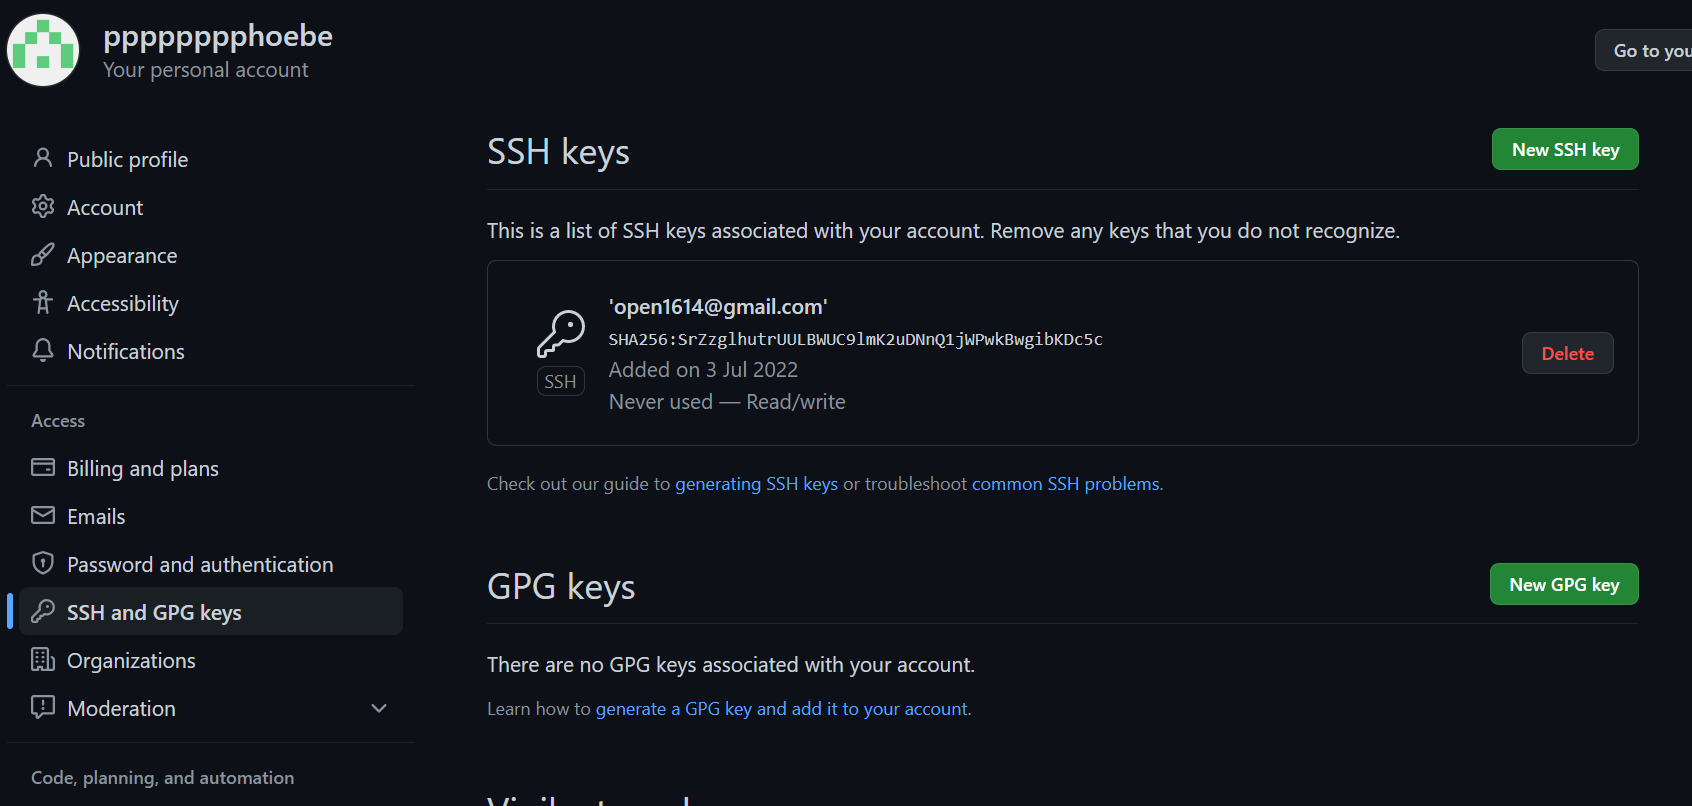 pppppppphoebe
Your personal account
Go to you
Public profile
Account
Appearance
Accessibility
Notifications
Access
Billing and plans
Emails
Password and authentication
SSH and GPG keys
Organizations
Moderation
Code, planning, and automation
SSH keys
New SSH key
This is a list of SSH keys associated with your account. Remove any keys that you do not recognize.
'open1614@gmail.com'
SHA256:SrZzglhutrUULBWUC9lmK2uDNnQ1jWPwkBwgibKDc5c
SSH
Added on 3 Jul 2022
Never used — Read/write
Delete
Check out our guide to generating SSH keys or troubleshoot common SSH problems.
GPG keys
New GPG key
There are no GPG keys associated with your account.
Learn how to generate a GPG key and add it to your account.